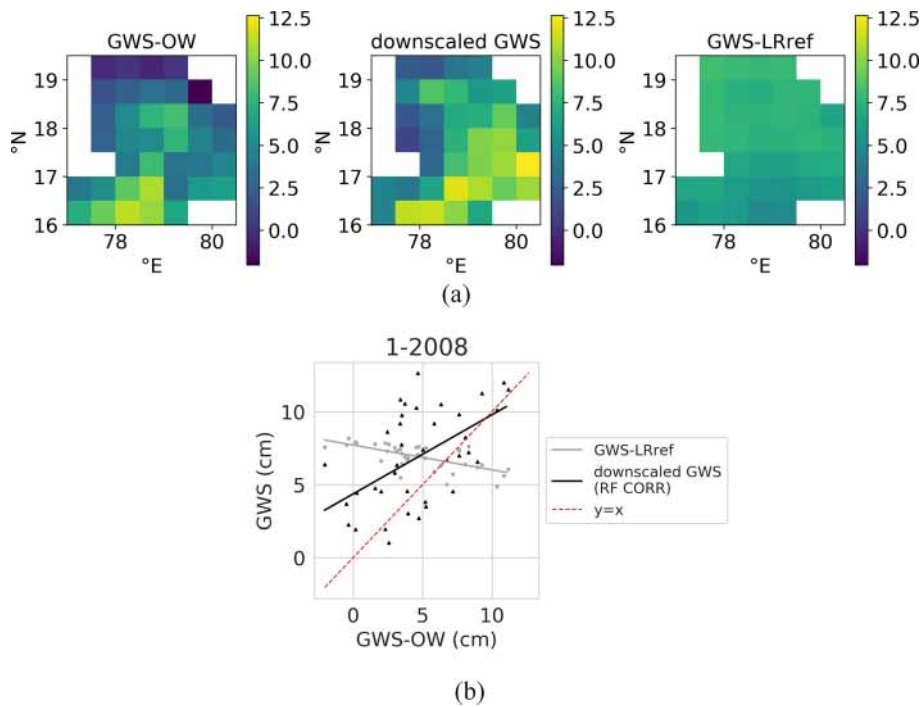 (a)
GWS-OW
12.5
10.0
7.5
5.0
2.5
0.0
19
18
17
16
°N
78
80
°E
downscaled GWS
12.5
10.0
7.5
5.0
2.5
0.0
19
18
17
16
°N
78
80
°E
GWS-LRref
12.5
10.0
7.5
5.0
2.5
0.0
19
18
17
16
°N
78
80
°E
(a)
1-2008
10
5
0
GWS (cm)
0
5
10
GWS-OW (cm)
GWS-LRref
downscaled GWS
(RF CORR)
y=x
(b)